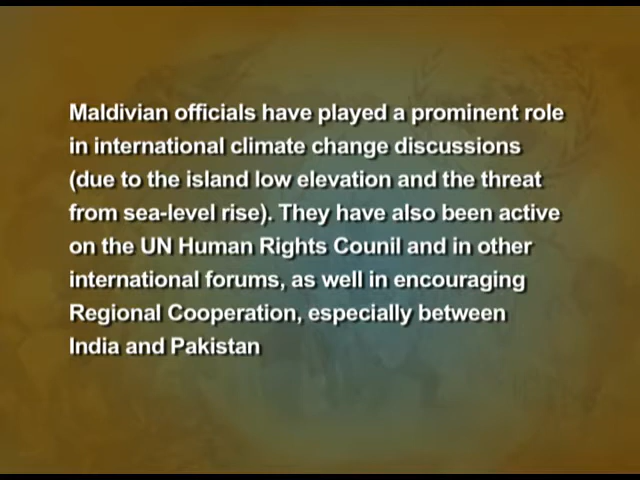 Maldivian officials have played a prominent role
in international climate change discussions
(due to the island low elevation and the threat
from sea-level rise). They have also been active
on the UN Human Rights Counil and in other
international forums, as well in encouraging
Regional Cooperation, especially between
India and Pakistan